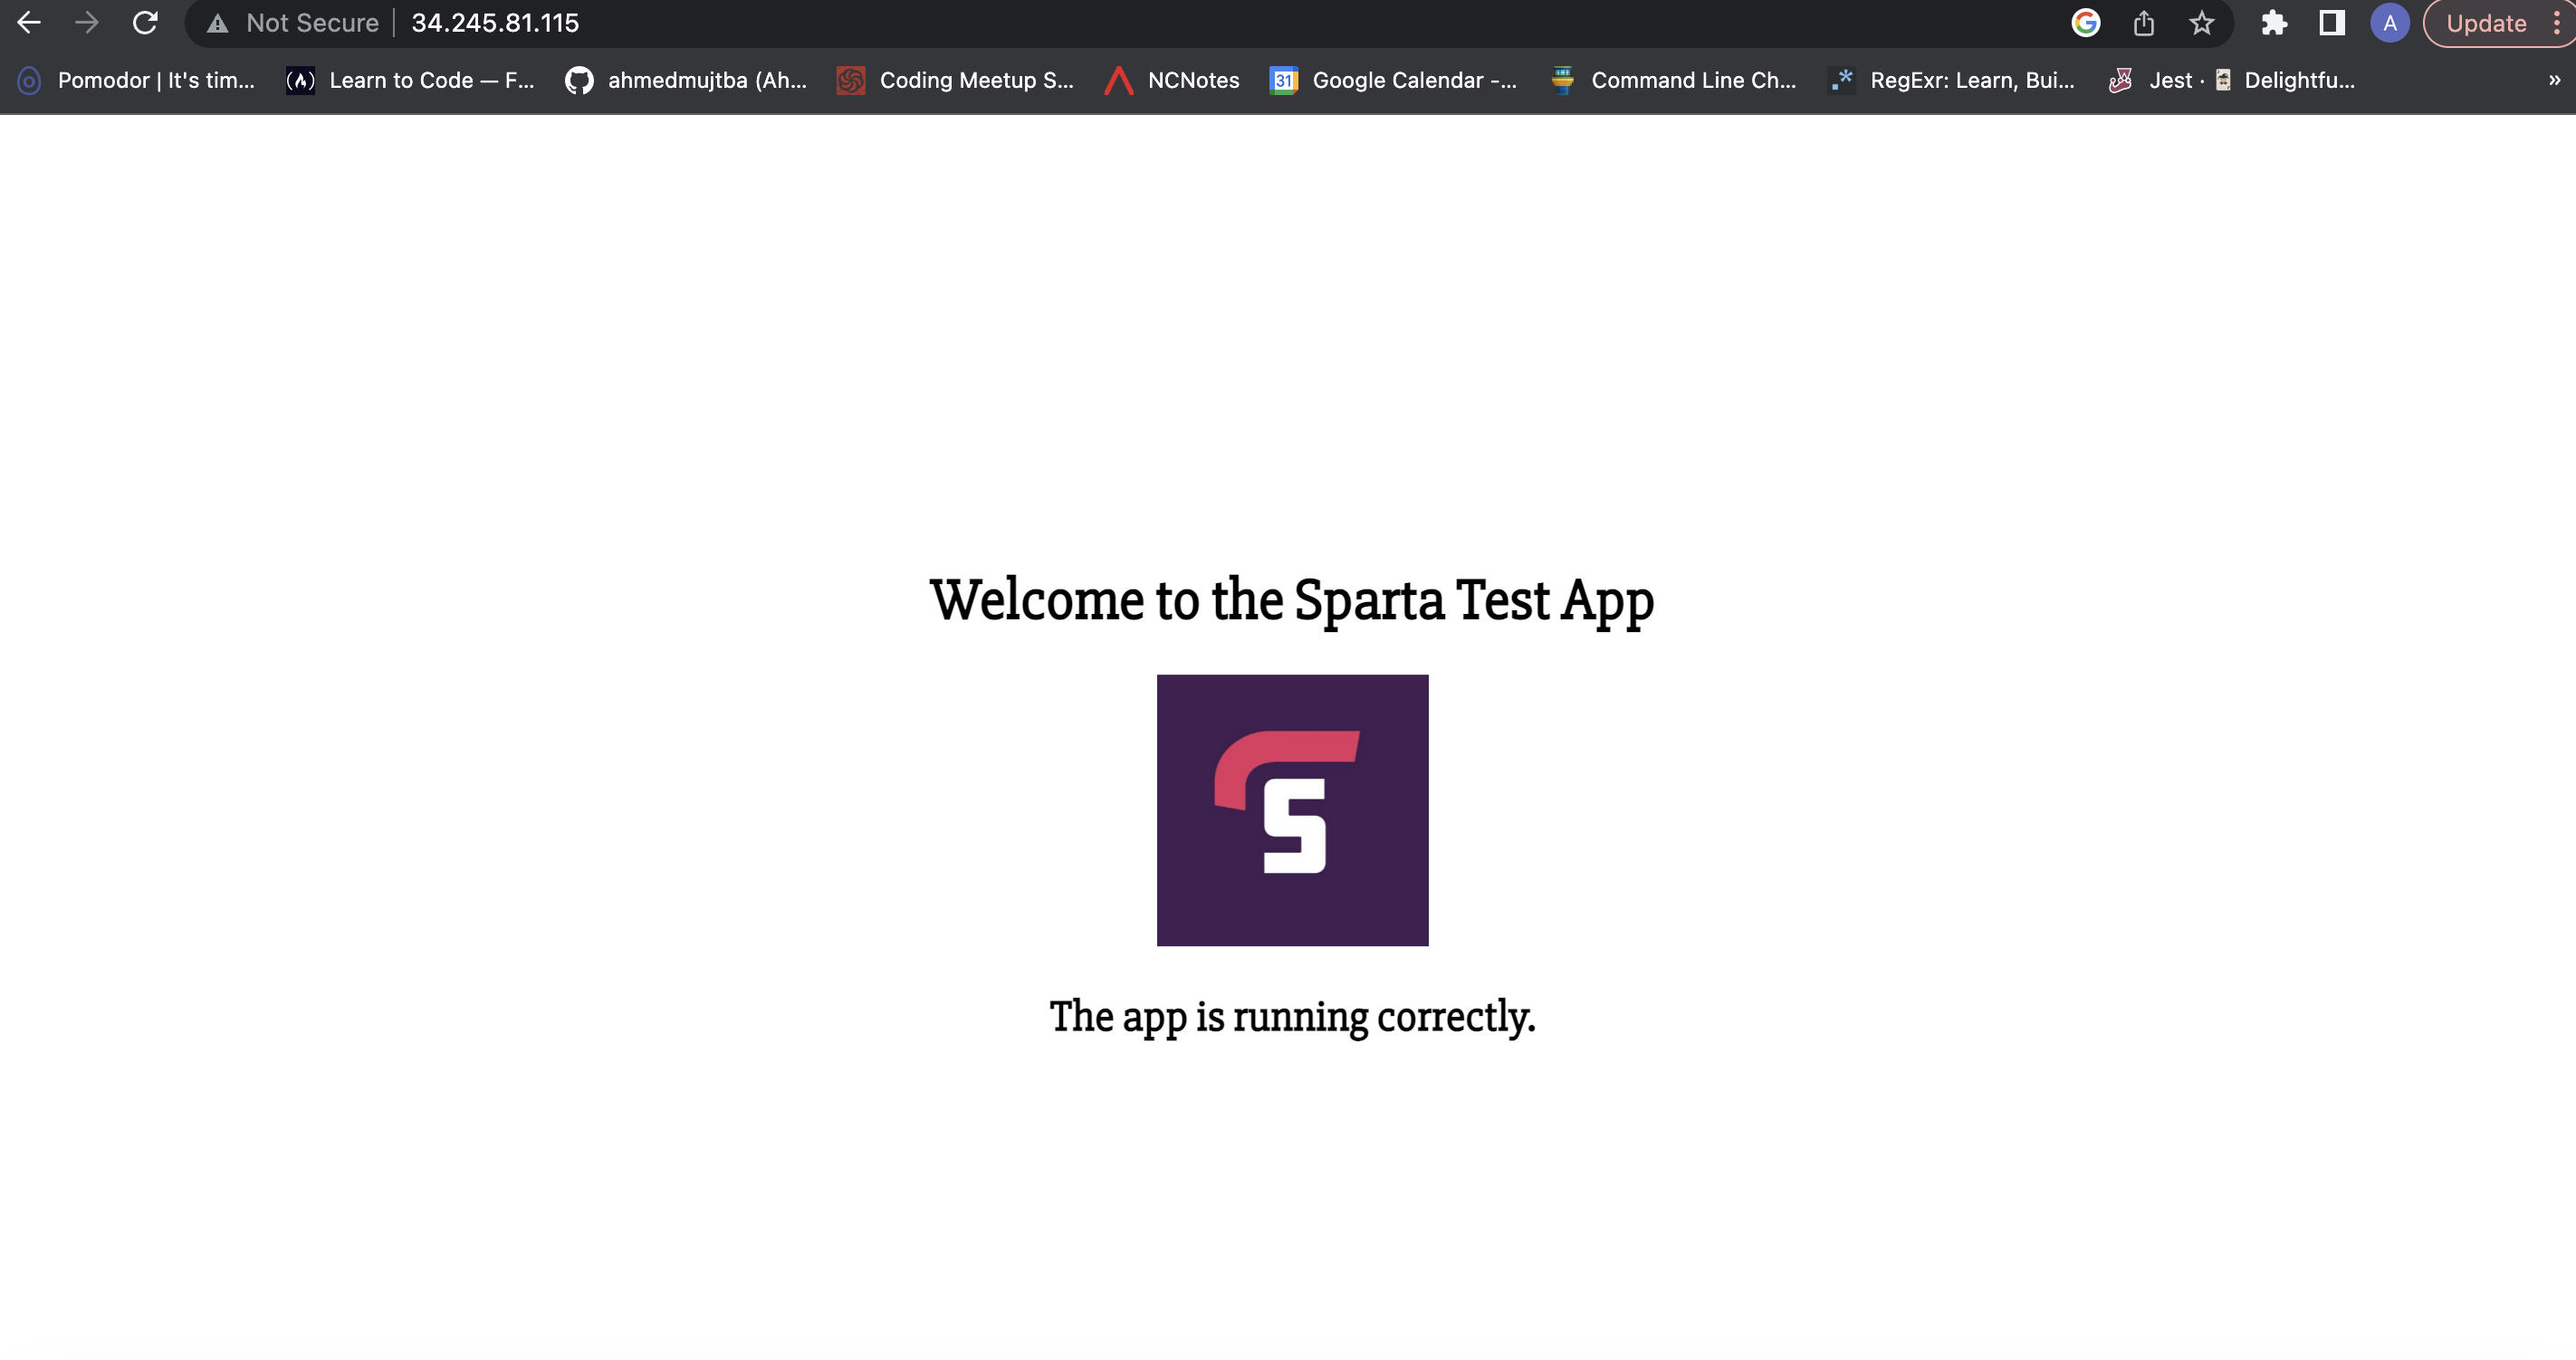 Not Secure | 34.245.81.115 A Update
Pomodor | It's tim... Learn to Code — F... ahmedmujtba (Ah... Coding Meetup S... NCNotes 31 Google Calendar -... Command Line Ch... RegExr: Learn, Bui... Jest · Delightfu... »
Welcome to the Sparta Test App
S
The app is running correctly.